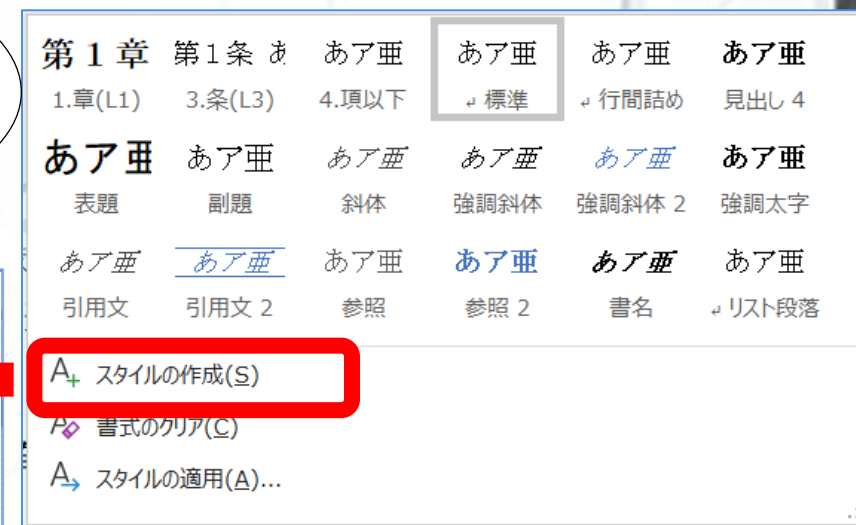 第 1 章 第1条 あ あア亜 あア亜 あア亜 あア亜
1.章(L1) 3.条(L3) 4.項以下 ↲ 標準 ↲ 行間詰め 見出し 4
あア亜 あア亜 あア亜 あア亜 あア亜 あア亜
表題 副題 斜体 強調斜体 強調斜体 2 強調太字
あア亜 あア亜 あア亜 あア亜 あア亜 あア亜
引用文 引用文 2 参照 参照 2 書名 ↲ リスト段落
A+ スタイルの作成(S)
書式のクリア(C)
スタイルの適用(A)...